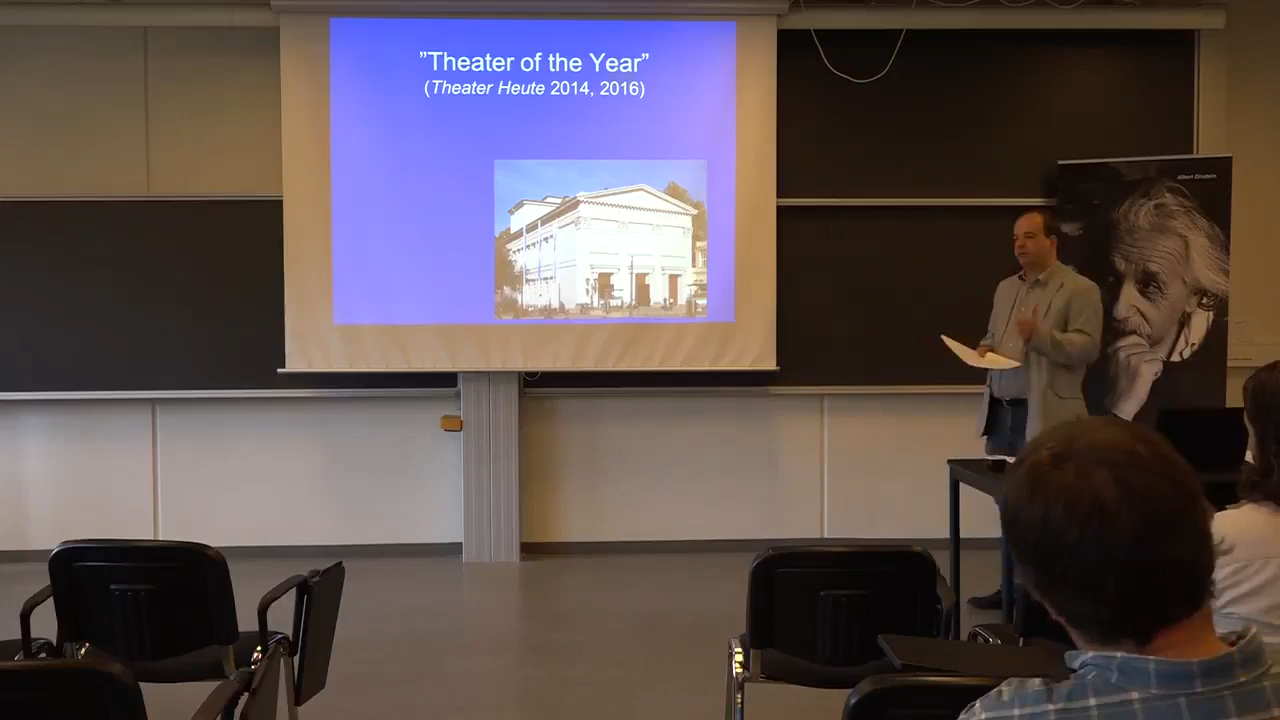 ”Theater of the Year”
(Theater Heute 2014, 2016)
Albert Einstein